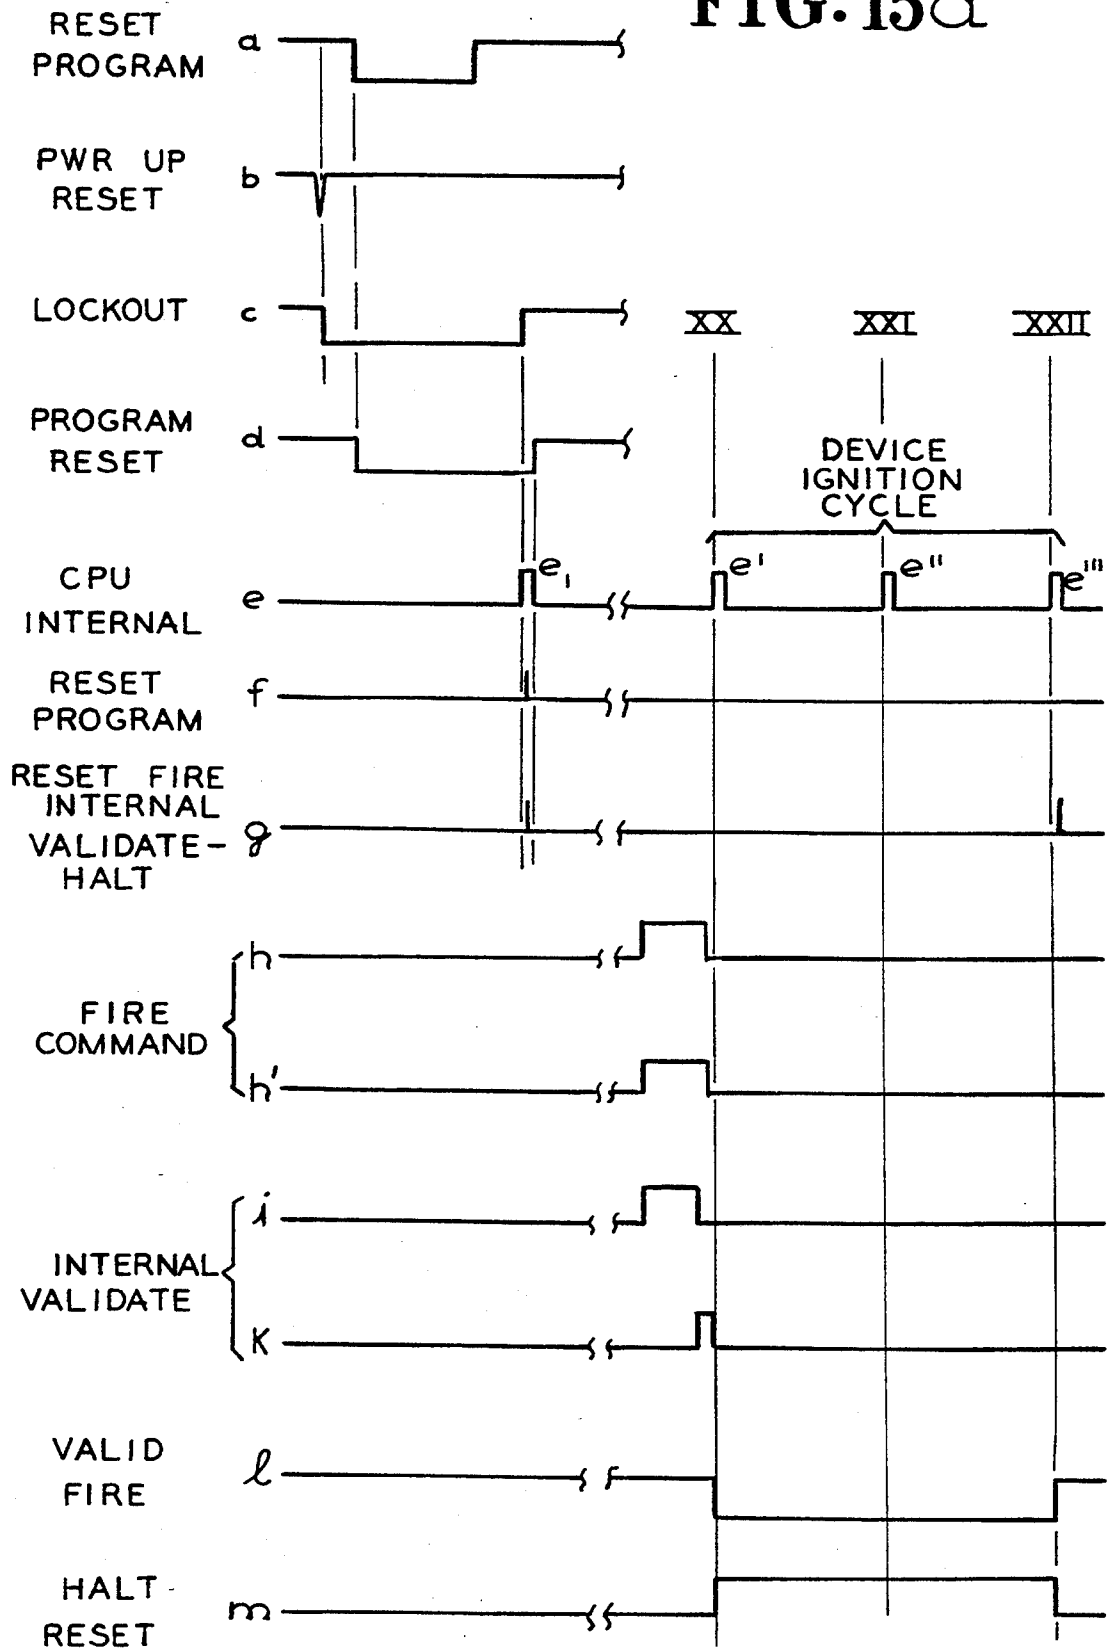 FIG. 15a
RESET
PROGRAM
a
PWR UP
RESET
b
LOCKOUT
c
XX
XXI
XXII
PROGRAM
RESET
d
DEVICE
IGNITION
CYCLE
CPU
INTERNAL
e
e₁
e'
e"
e'''
RESET
PROGRAM
f
RESET FIRE
INTERNAL
VALIDATE-
HALT
g
FIRE
COMMAND
h
h'
INTERNAL
VALIDATE
i
K
VALID
FIRE
l
HALT
RESET
m